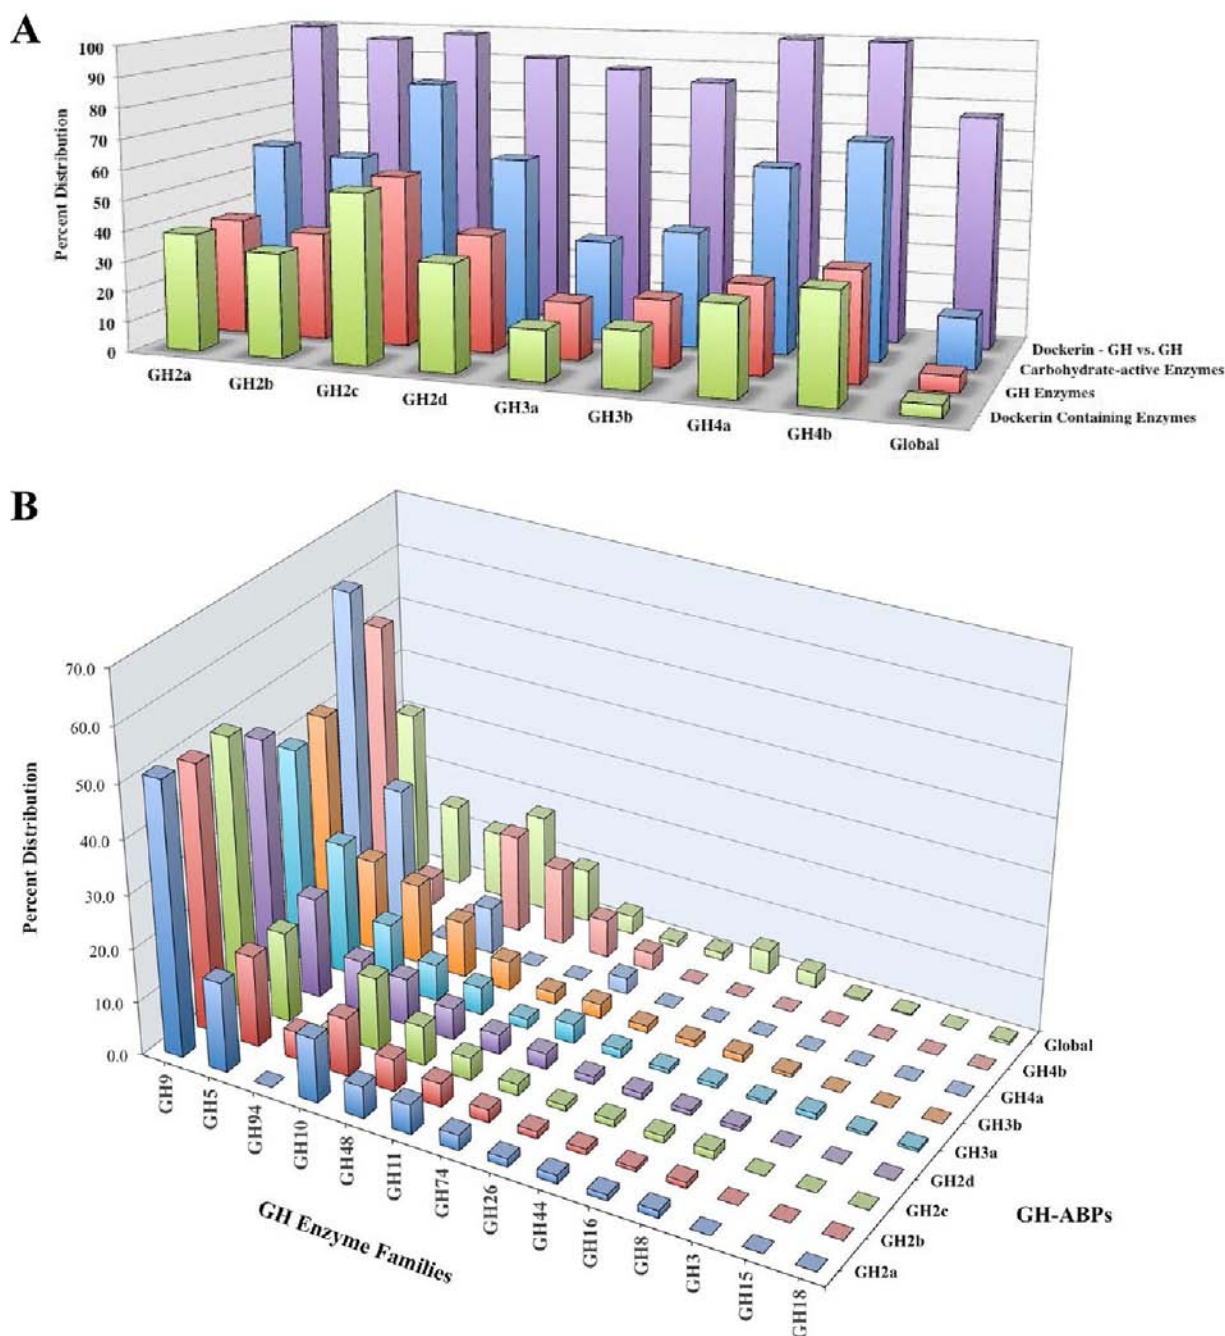 A
100
90
80
70
60
50
40
30
20
10
0
Percent Distribution
GH2a
GH2b
GH2c
GH2d
GH3a
GH3b
GH4a
GH4b
Global
Dockerin - GH vs. GH
Carbohydrate-active Enzymes
GH Enzymes
Dockerin Containing Enzymes
B
70.0
60.0
50.0
40.0
30.0
20.0
10.0
0.0
Percent Distribution
GH9
GH5
GH94
GH10
GH48
GH11
GH74
GH26
GH44
GH16
GH8
GH3
GH15
GH18
GH Enzyme Families
Global
GH4b
GH4a
GH3b
GH3a
GH2d
GH2c
GH2b
GH2a
GH-ABPs